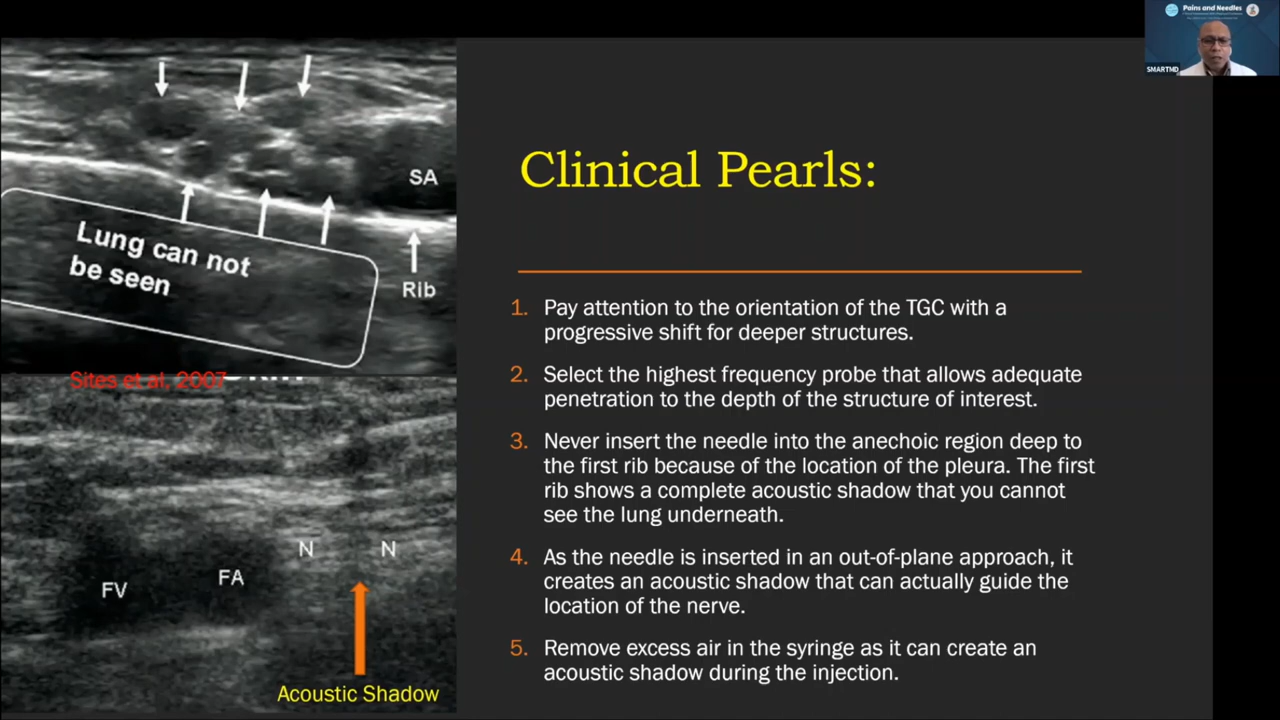 Pains and Needles
SMARTMD
SA
Lung can not
be seen
Rib
Sites et al, 2007
FV
FA
N
N
Acoustic Shadow
Clinical Pearls:
1. Pay attention to the orientation of the TGC with a
progressive shift for deeper structures.
2. Select the highest frequency probe that allows adequate
penetration to the depth of the structure of interest.
3. Never insert the needle into the anechoic region deep to
the first rib because of the location of the pleura. The first
rib shows a complete acoustic shadow that you cannot
see the lung underneath.
4. As the needle is inserted in an out-of-plane approach, it
creates an acoustic shadow that can actually guide the
location of the nerve.
5. Remove excess air in the syringe as it can create an
acoustic shadow during the injection.